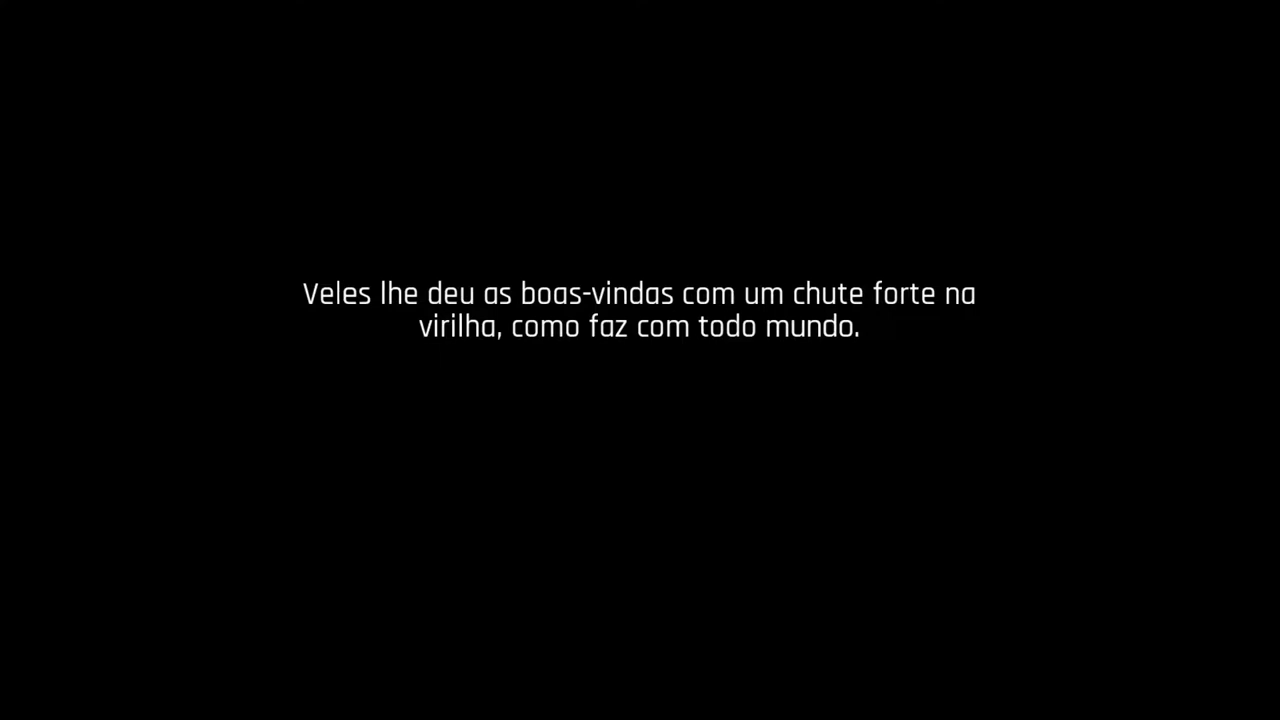 Veles lhe deu as boas-vindas com um chute forte na
virilha, como faz com todo mundo.